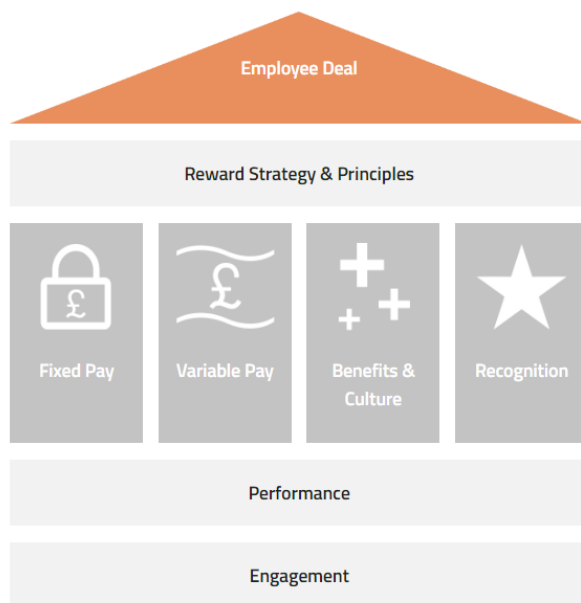 Employee Deal
Reward Strategy & Principles
£
£
Fixed Pay
Variable Pay
Benefits &
Culture
Recognition
Performance
Engagement